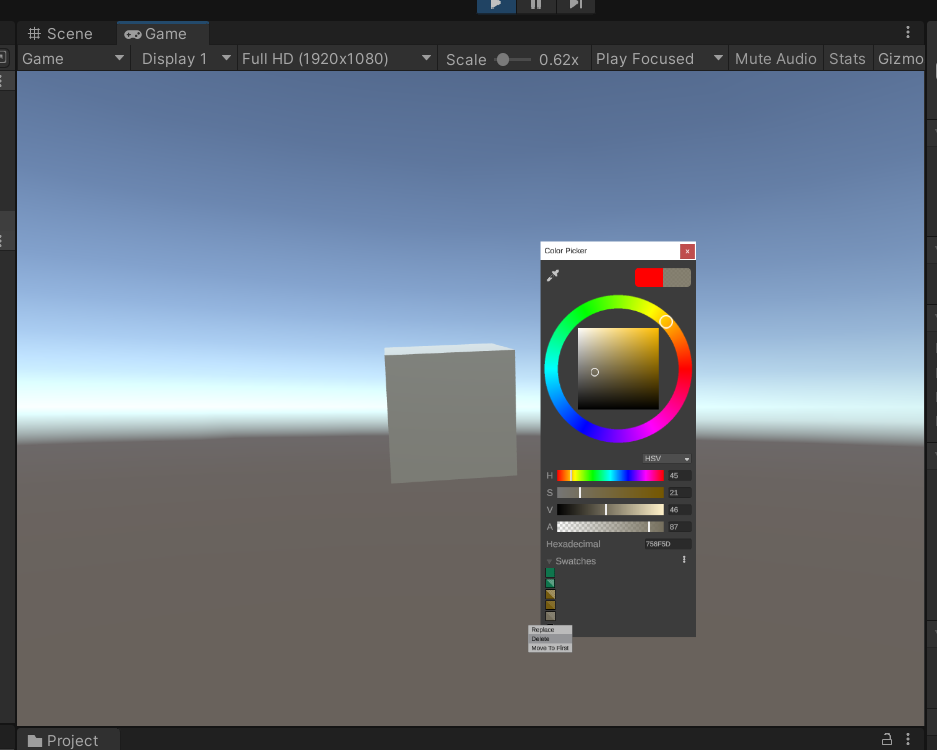 Scene
Game
Game
Display 1
Full HD (1920x1080)
Scale
0.62x
Play Focused
Mute Audio
Stats
Gizmo
Color Picker
x
HSV
H
45
S
21
V
46
A
87
Hexadecimal
758F5D
Swatches
Replace
Delete
Move To First
Project